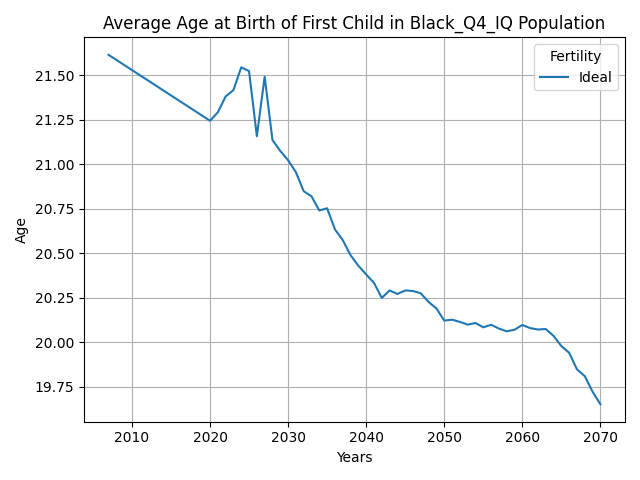 Average Age at Birth of First Child in Black_Q4_IQ Population
Fertility
Ideal
Age
21.50
21.25
21.00
20.75
20.50
20.25
20.00
19.75
2010 2020 2030 2040 2050 2060 2070
Years